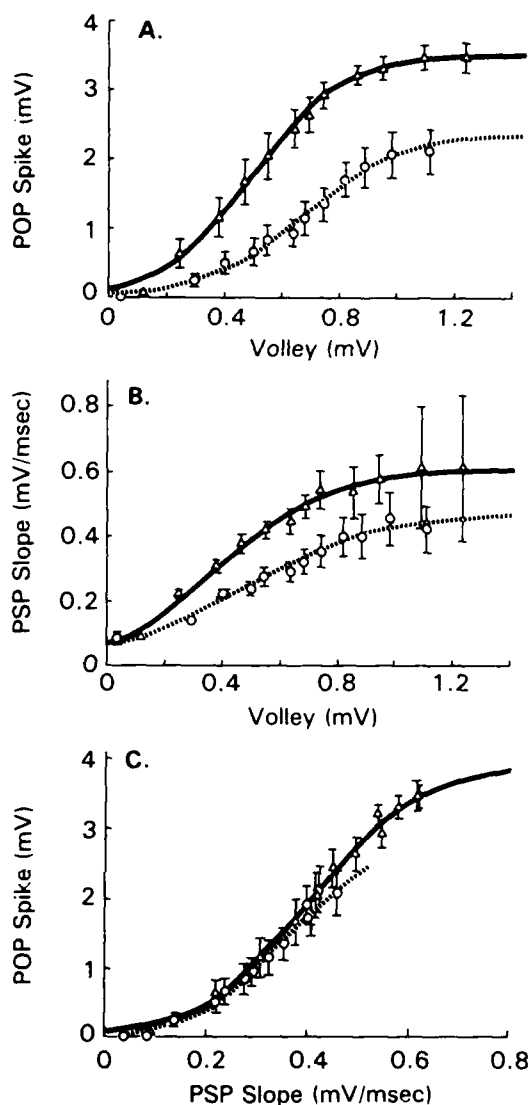 A.
POP Spike (mV)
4
3
2
1
0
0 0.4 0.8 1.2
Volley (mV)
B.
PSP Slope (mV/msec)
0.8
0.6
0.4
0.2
0
0 0.4 0.8 1.2
Volley (mV)
C.
POP Spike (mV)
4
3
2
1
0
0 0.2 0.4 0.6 0.8
PSP Slope (mV/msec)